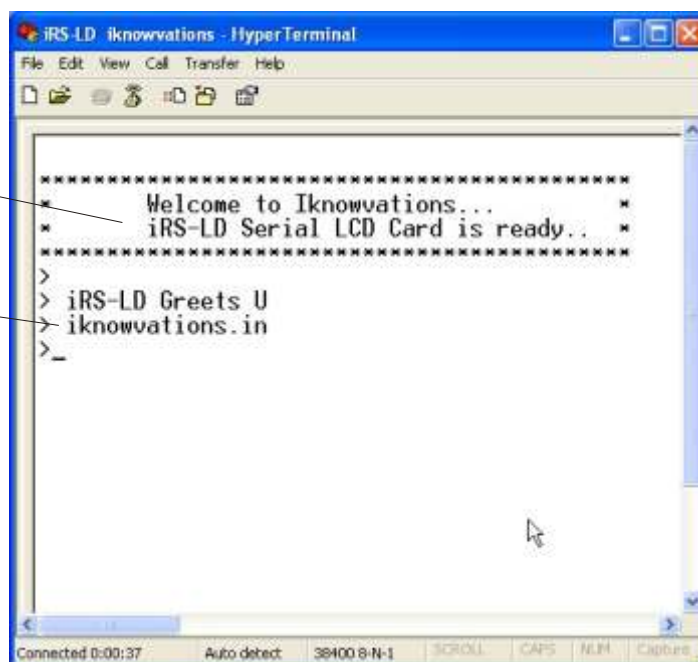 iRS-LD iknowvations - HyperTerminal
File Edit View Call Transfer Help
*********************************************
* Welcome to Iknowvations... *
* iRS-LD Serial LCD Card is ready.. *
*********************************************
>
> iRS-LD Greets U
> iknowvations.in
>_
Connected 0:00:37 Auto detect 38400 8-N-1 SCROLL CAPS NUM Capture